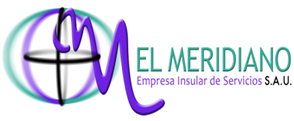 EL MERIDIANO
Empresa Insular de Servicios S.A.U.